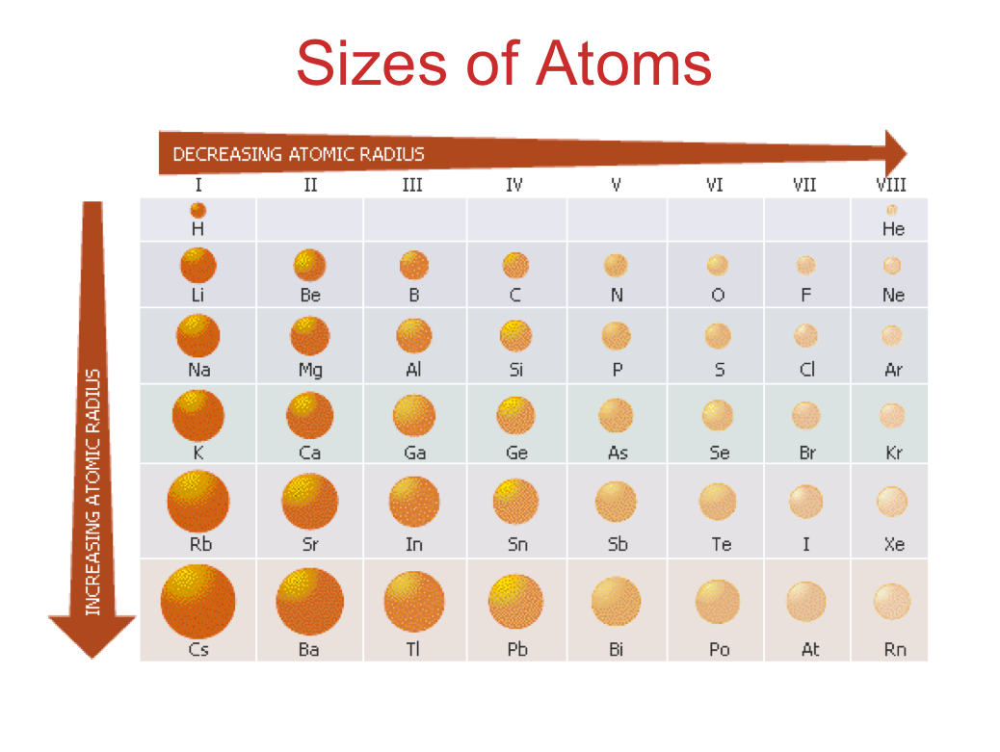 Sizes of Atoms
DECREASING ATOMIC RADIUS
I II III IV V VI VII VIII
INCREASING ATOMIC RADIUS
H He
Li Be B C N O F Ne
Na Mg Al Si P S Cl Ar
K Ca Ga Ge As Se Br Kr
Rb Sr In Sn Sb Te I Xe
Cs Ba Tl Pb Bi Po At Rn